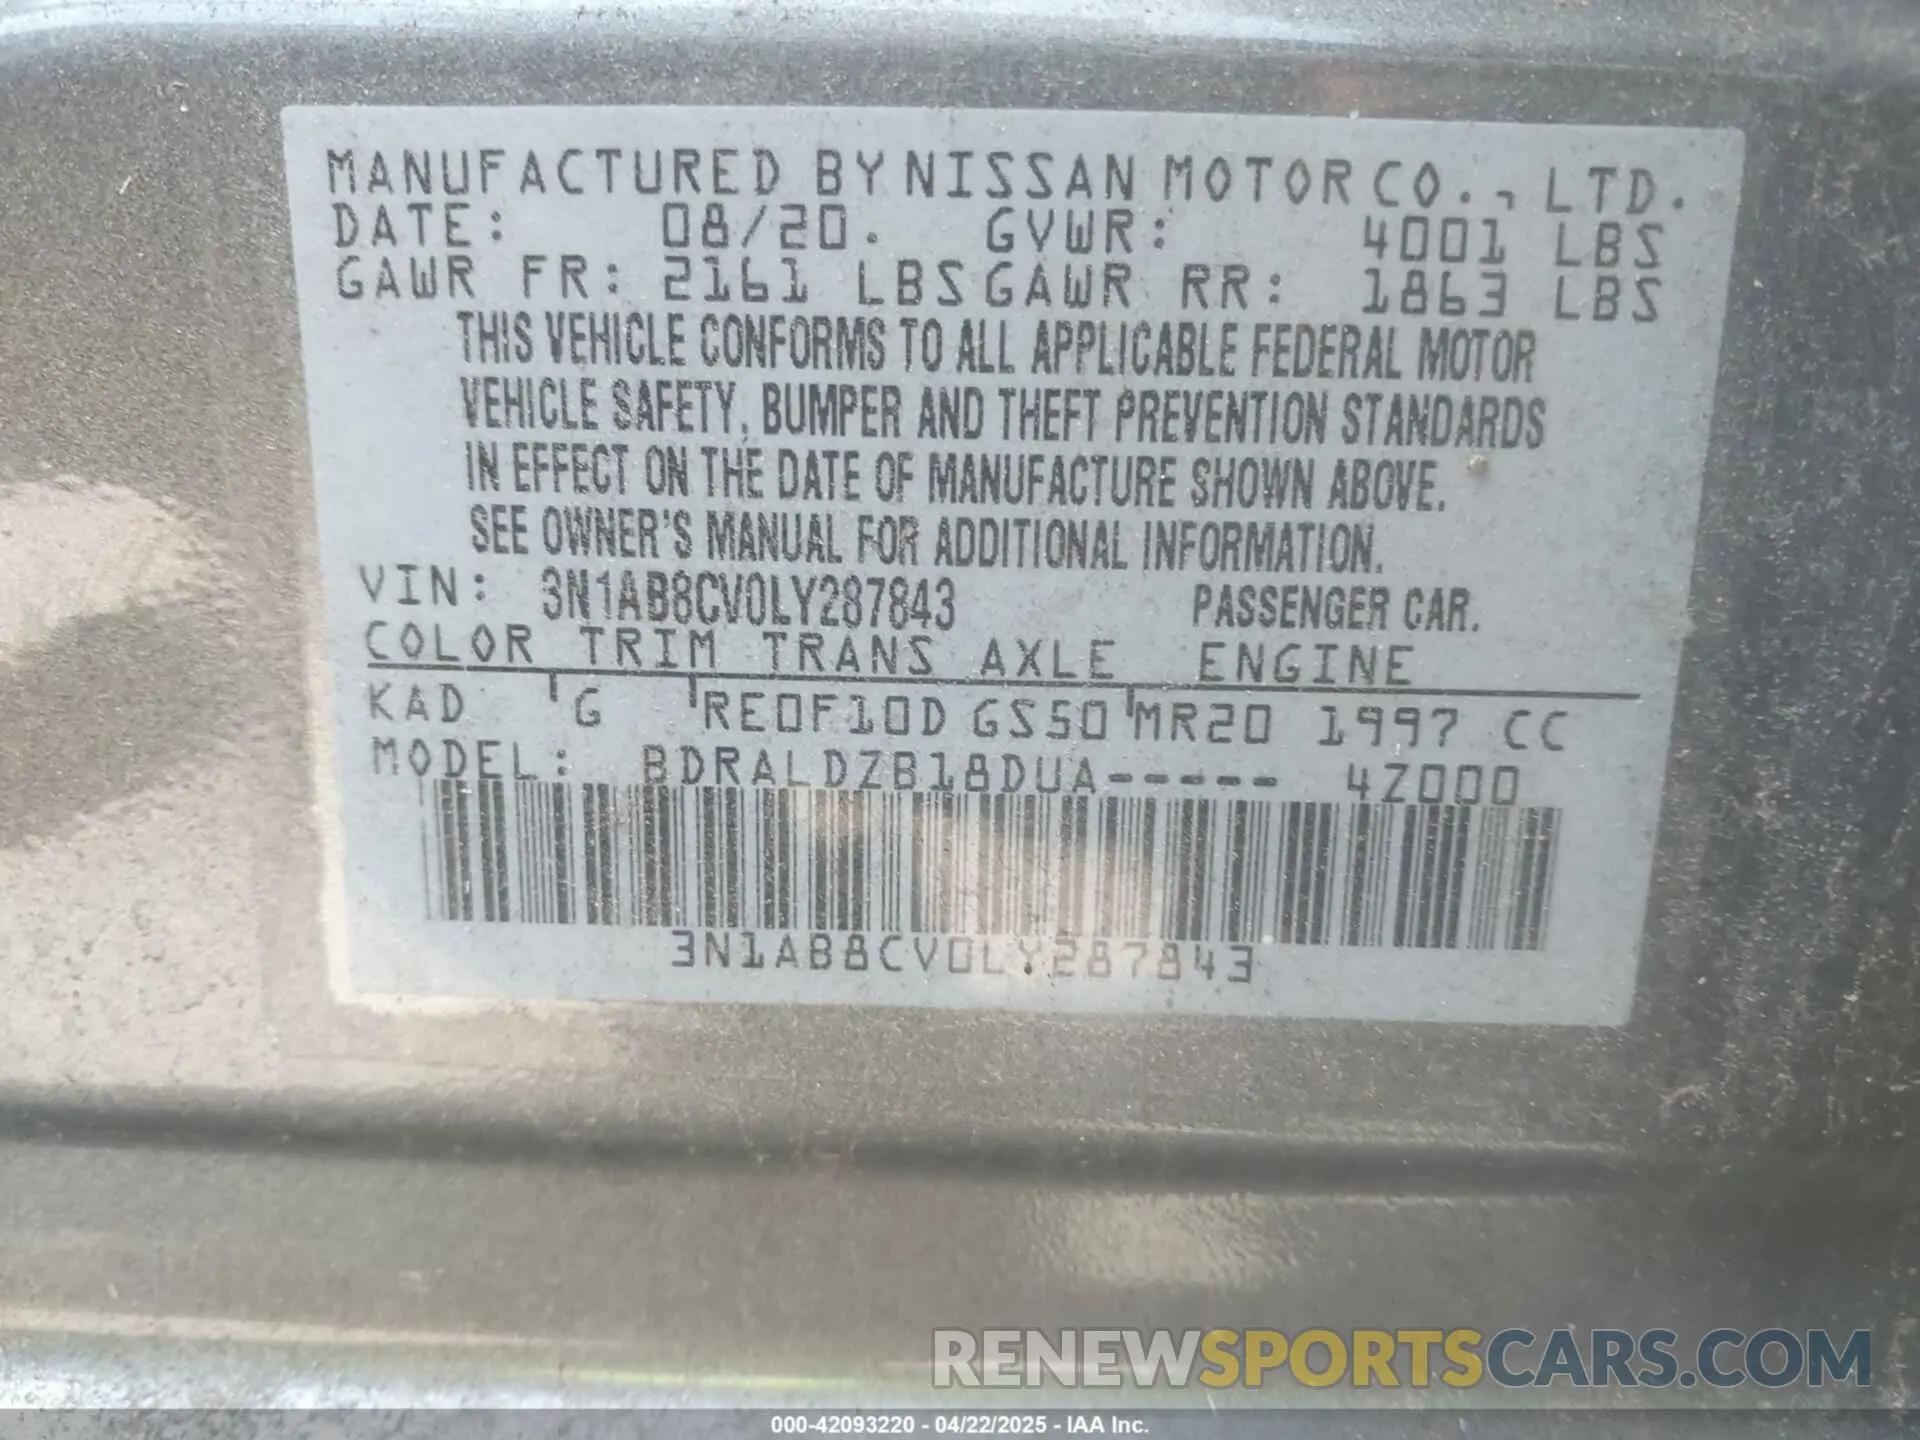 MANUFACTURED BY NISSAN MOTOR CO., LTD.
DATE: 08/20. GVWR: 4001 LBS
GAWR FR: 2161 LBS GAWR RR: 1863 LBS
THIS VEHICLE CONFORMS TO ALL APPLICABLE FEDERAL MOTOR
VEHICLE SAFETY, BUMPER AND THEFT PREVENTION STANDARDS
IN EFFECT ON THE DATE OF MANUFACTURE SHOWN ABOVE.
SEE OWNER'S MANUAL FOR ADDITIONAL INFORMATION.
VIN: 3N1AB8CV0LY287843 PASSENGER CAR.
COLOR TRIM TRANS AXLE ENGINE
KAD G RE0F10D GS50 MR20 1997 CC
MODEL: BDRALDZB18DUA----- 4Z000
3N1AB8CV0LY287843
RENEWSPORTSCARS.COM
000-42093220 - 04/22/2025 - IAA Inc.